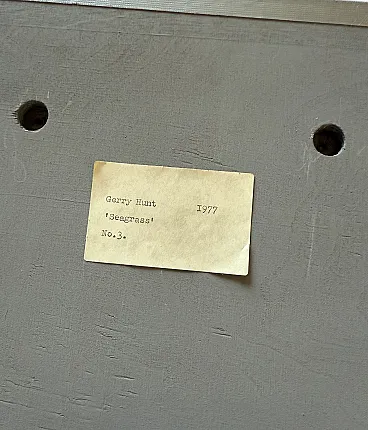 Gerry Hunt 1977
'Seagrass'
No.3.